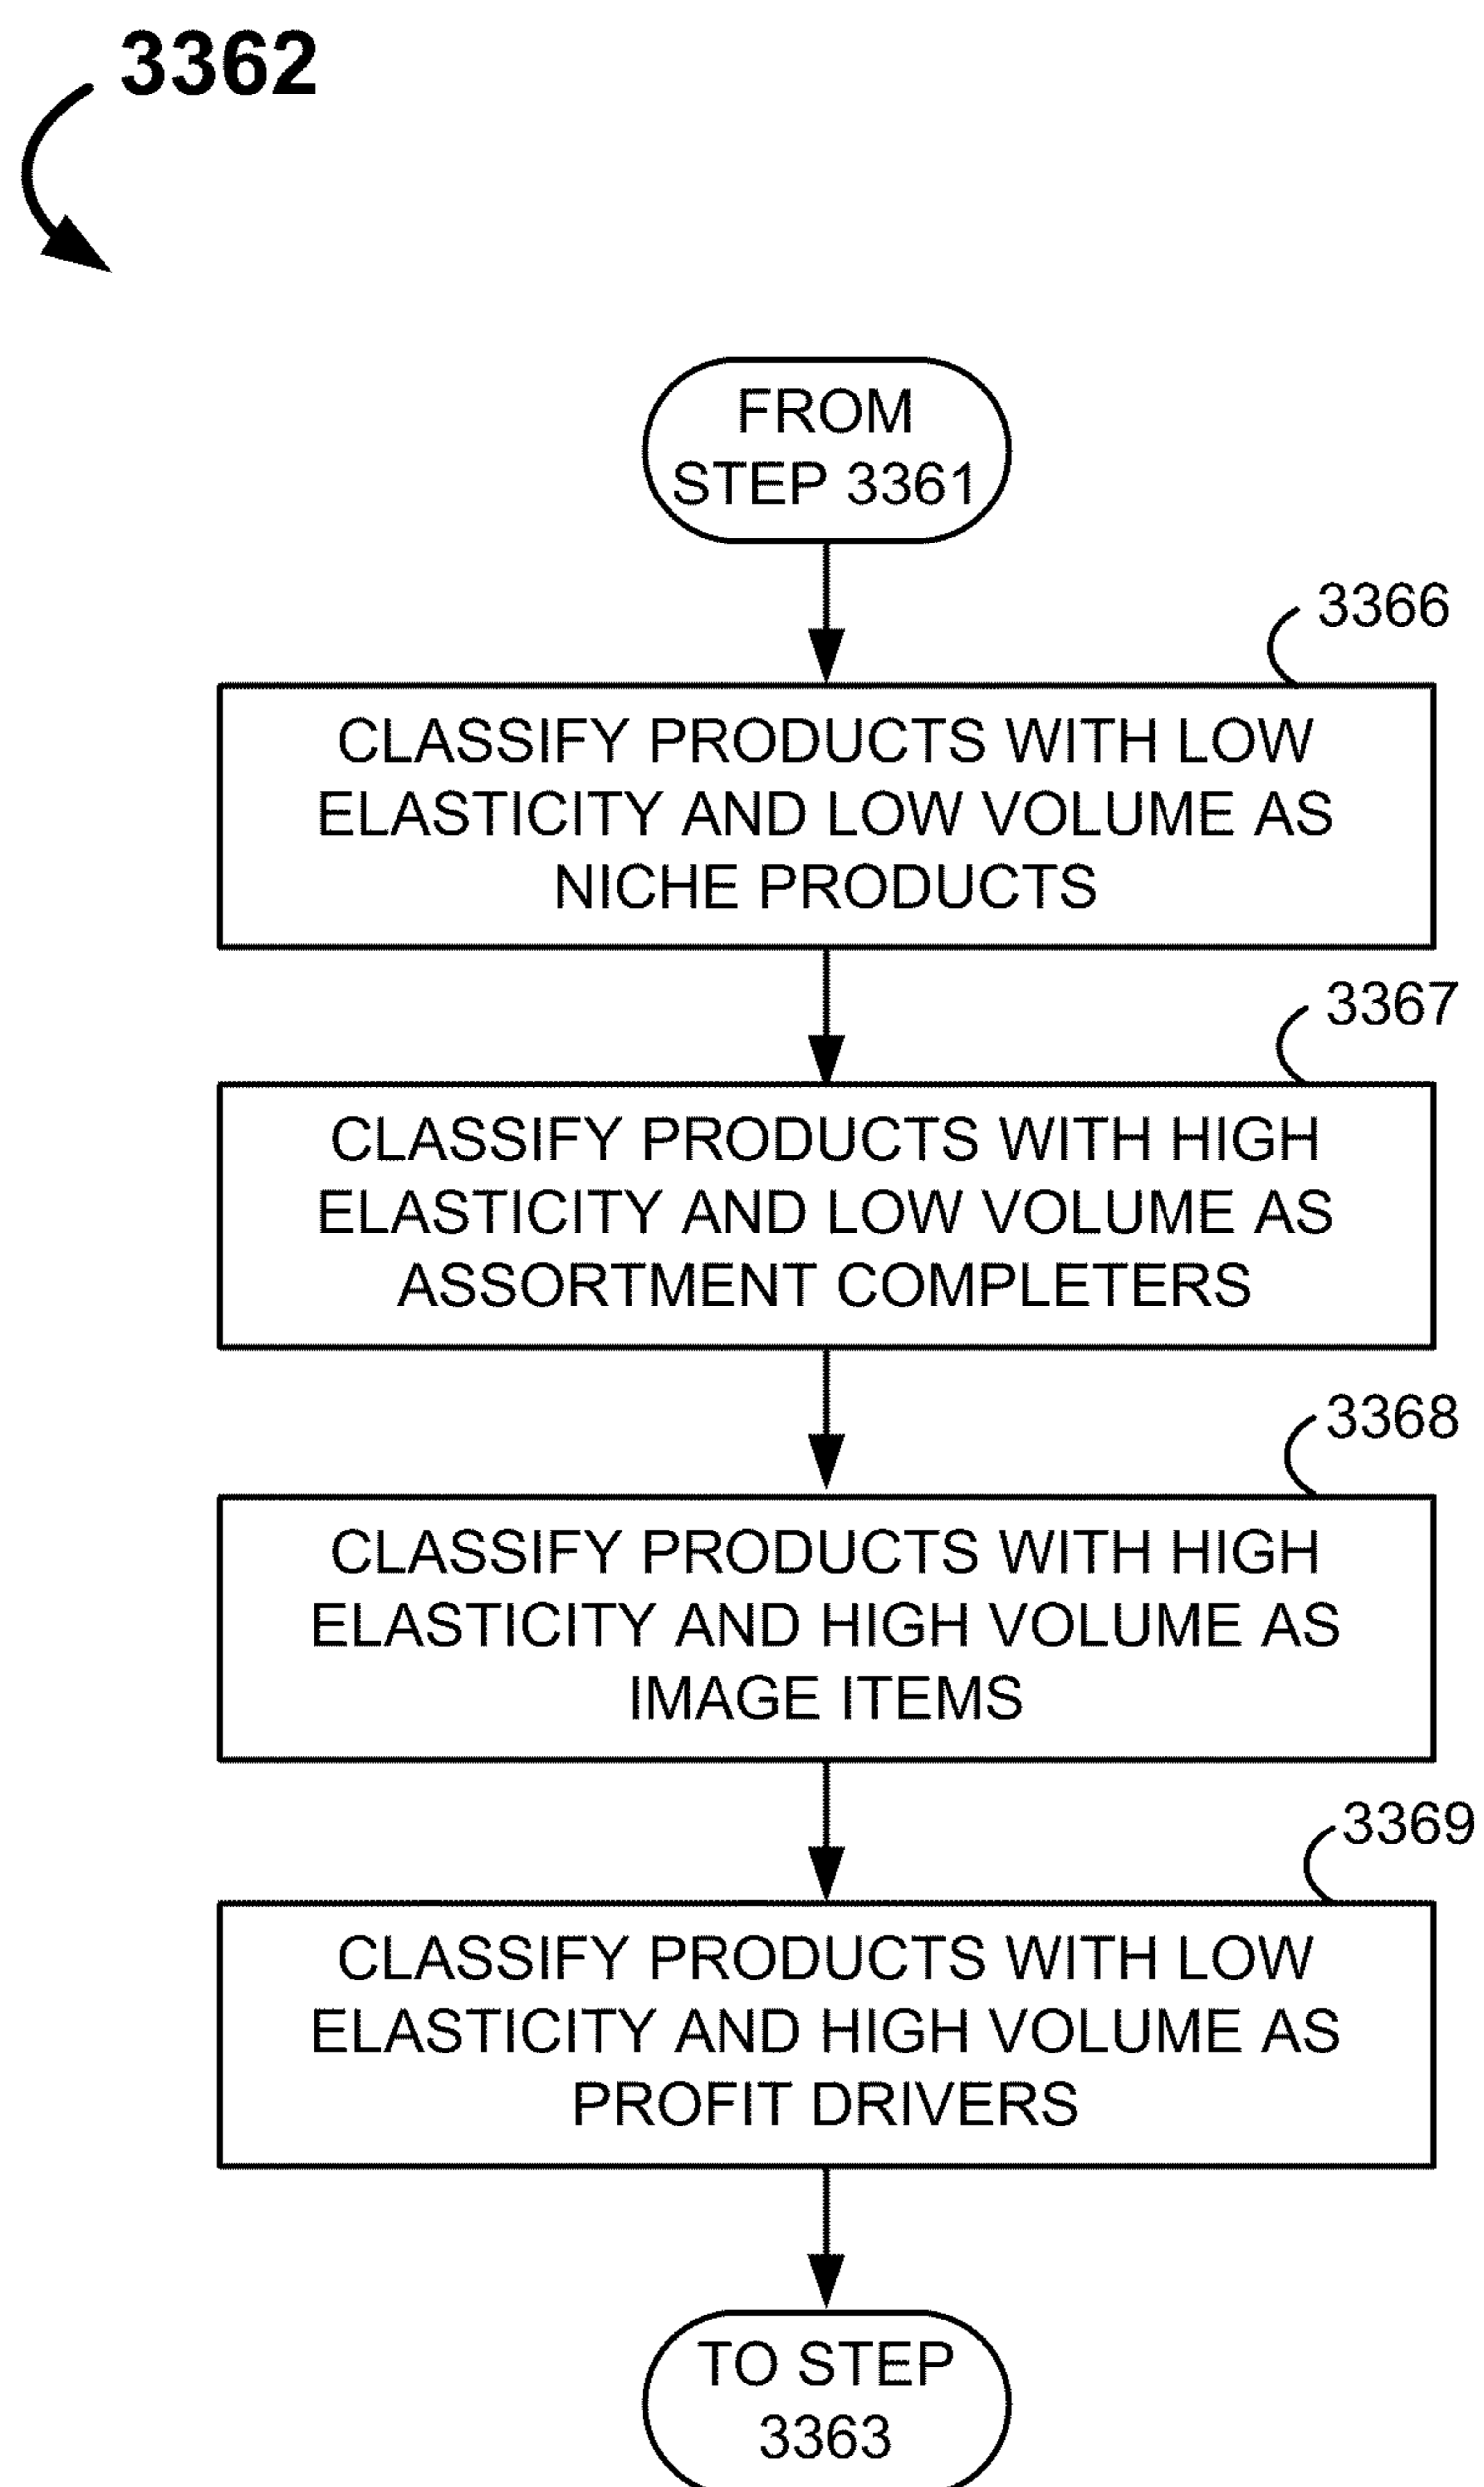 3362
FROM
STEP 3361
3366
CLASSIFY PRODUCTS WITH LOW
ELASTICITY AND LOW VOLUME AS
NICHE PRODUCTS
3367
CLASSIFY PRODUCTS WITH HIGH
ELASTICITY AND LOW VOLUME AS
ASSORTMENT COMPLETERS
3368
CLASSIFY PRODUCTS WITH HIGH
ELASTICITY AND HIGH VOLUME AS
IMAGE ITEMS
3369
CLASSIFY PRODUCTS WITH LOW
ELASTICITY AND HIGH VOLUME AS
PROFIT DRIVERS
TO STEP
3363